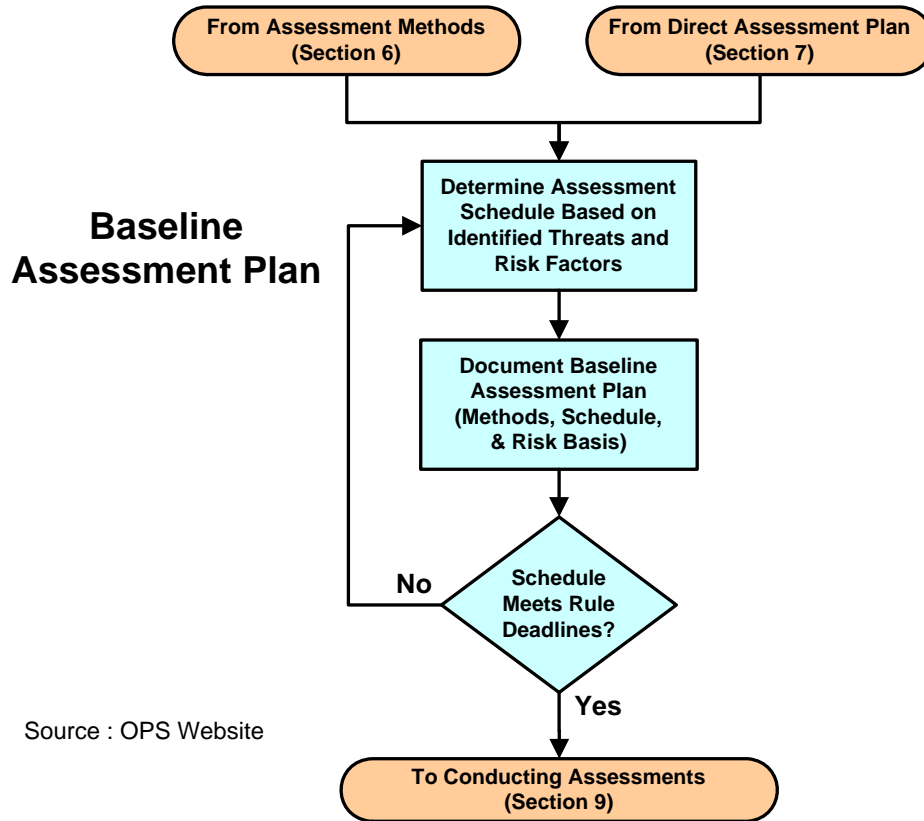 From Assessment Methods
(Section 6)
From Direct Assessment Plan
(Section 7)
Baseline
Assessment Plan
Determine Assessment
Schedule Based on
Identified Threats and
Risk Factors
Document Baseline
Assessment Plan
(Methods, Schedule,
& Risk Basis)
No
Schedule
Meets Rule
Deadlines?
Yes
Source : OPS Website
To Conducting Assessments
(Section 9)